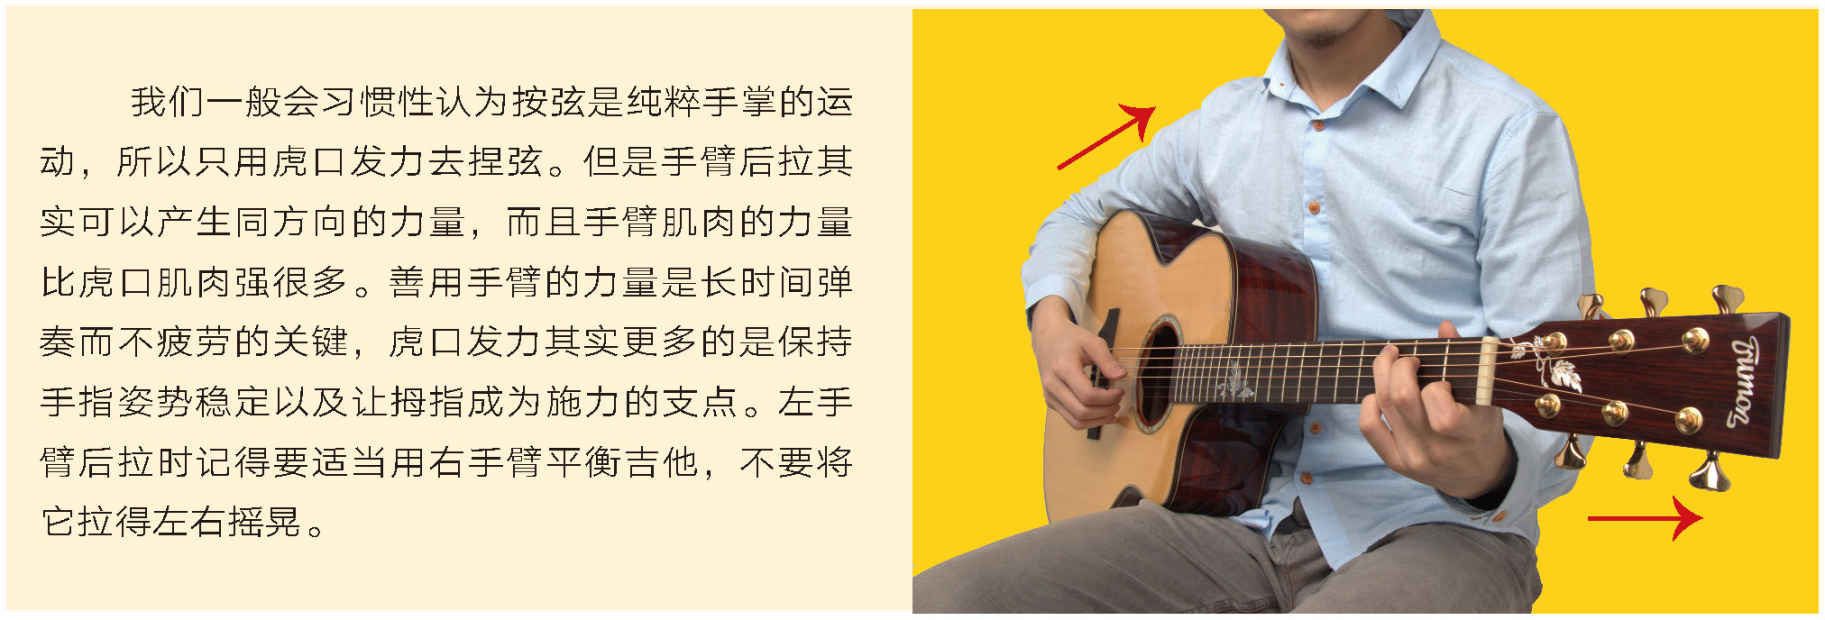 我们一般会习惯性认为按弦是纯粹手掌的运
动，所以只用虎口发力去捏弦。但是手臂后拉其
实可以产生同方向的力量，而且手臂肌肉的力量
比虎口肌肉强很多。善用手臂的力量是长时间弹
奏而不疲劳的关键，虎口发力其实更多的是保持
手指姿势稳定以及让拇指成为施力的支点。左手
臂后拉时记得要适当用右手臂平衡吉他，不要将
它拉得左右摇晃。